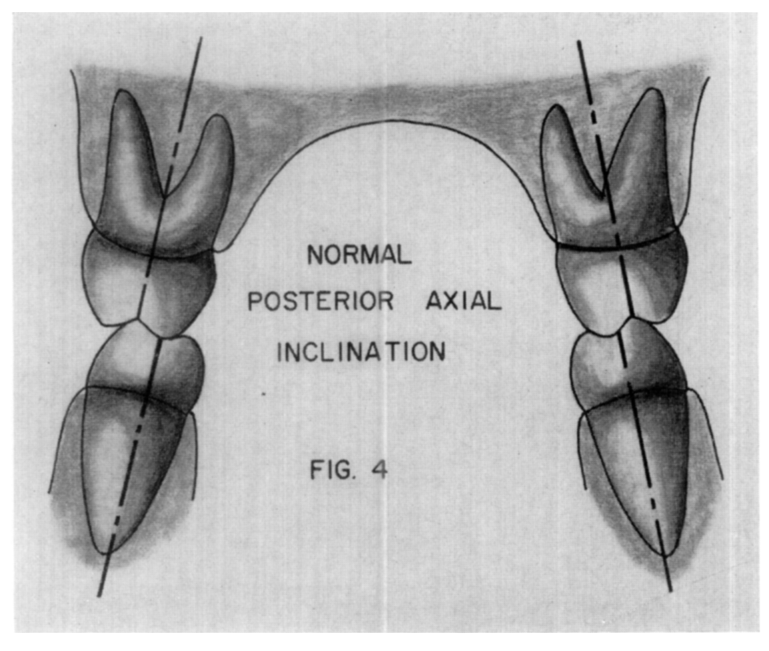 NORMAL
POSTERIOR AXIAL
INCLINATION
FIG. 4